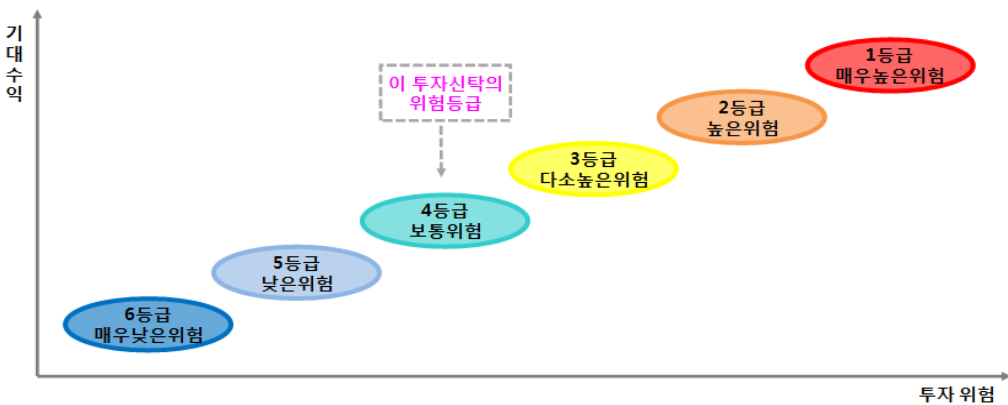 기대수익
1등급
매우높은위험
이 투자신탁의
위험등급
2등급
높은위험
3등급
다소높은위험
4등급
보통위험
5등급
낮은위험
6등급
매우낮은위험
투자 위험